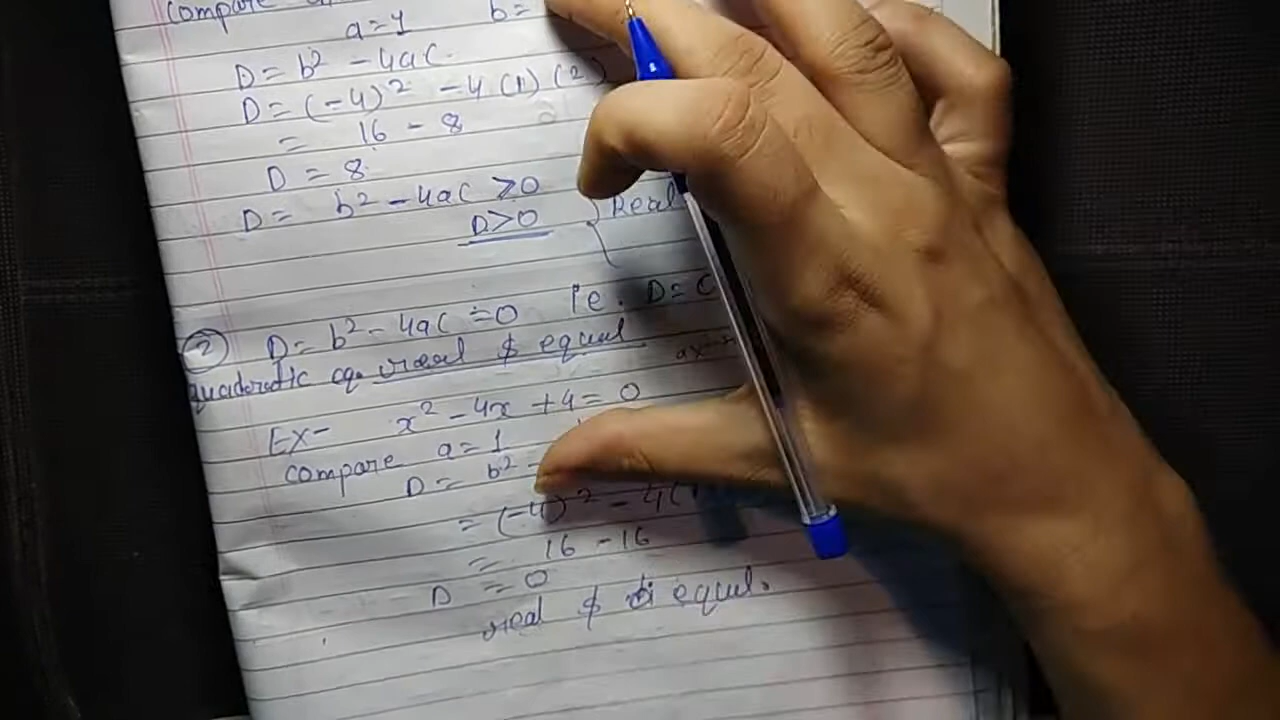 compare
a=1 b=
D = b² - 4ac
D = (-4)² - 4 (1) (2)
= 16 - 8
D = 8
D = b² - 4ac >0
D>0 Real
② D = b² - 4ac =0 ie. D=
quadratic eq. real & equal
Ex- x² - 4x + 4 = 0
compare a = 1
D = b² -
= (-4)² - 4(1
= 16 - 16
D = 0
real & equal.